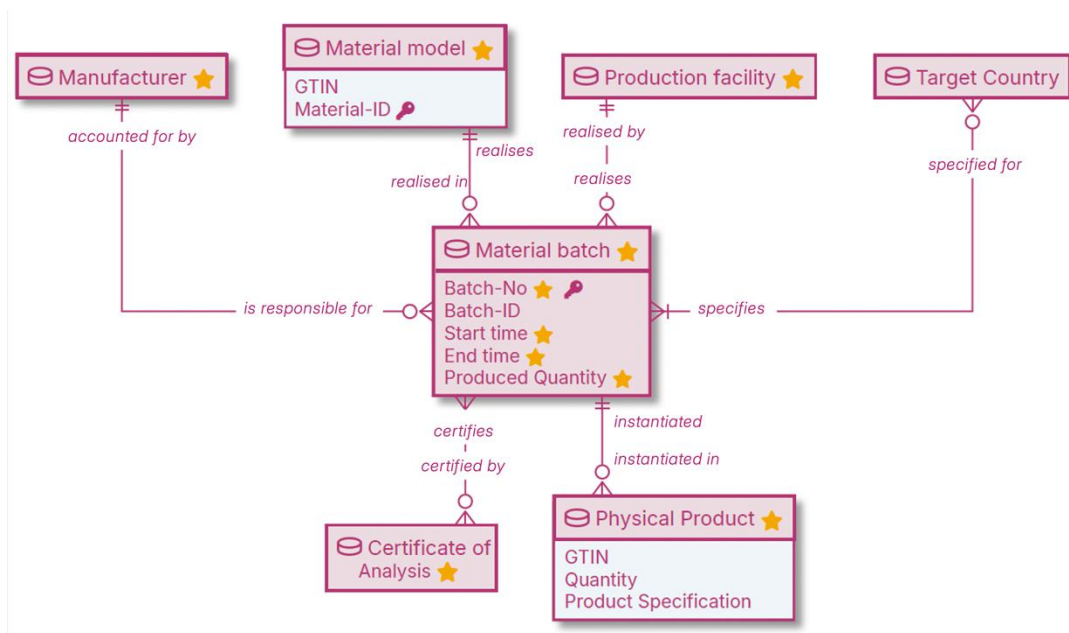 Material model
Manufacturer
Production facility
Target Country
GTIN
Material-ID
accounted for by
realises
realised by
specified for
realised in
realises
Material batch
Batch-No
Batch-ID
Start time
End time
Produced Quantity
is responsible for
specifies
certifies
certified by
instantiated
instantiated in
Certificate of
Analysis
Physical Product
GTIN
Quantity
Product Specification